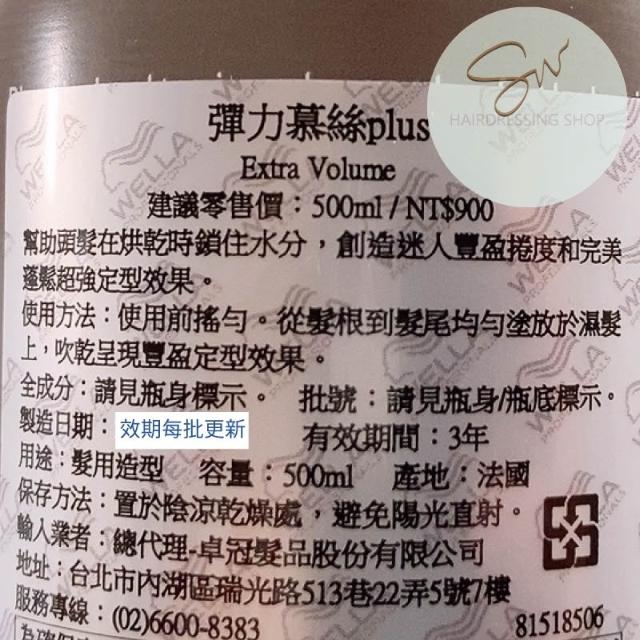 Sw
HAIRDRESSING SHOP
彈力慕絲plus
Extra Volume
建議零售價：500ml / NT$900
幫助頭髮在烘乾時鎖住水分，創造迷人豐盈捲度和完美
蓬鬆超強定型效果。
使用方法：使用前搖勻。從髮根到髮尾均勻塗放於濕髮
上，吹乾呈現豐盈定型效果。
全成分：請見瓶身標示。 批號：請見瓶身/瓶底標示。
製造日期：效期每批更新 有效期間：3年
用途：髮用造型 容量：500ml 產地：法國
保存方法：置於陰涼乾燥處，避免陽光直射。
輸入業者：總代理-卓冠髮品股份有限公司
地址：台北市內湖區瑞光路513巷22弄5號7樓
服務專線：(02)6600-8383 81518506
WELLA
PROFESSIONALS